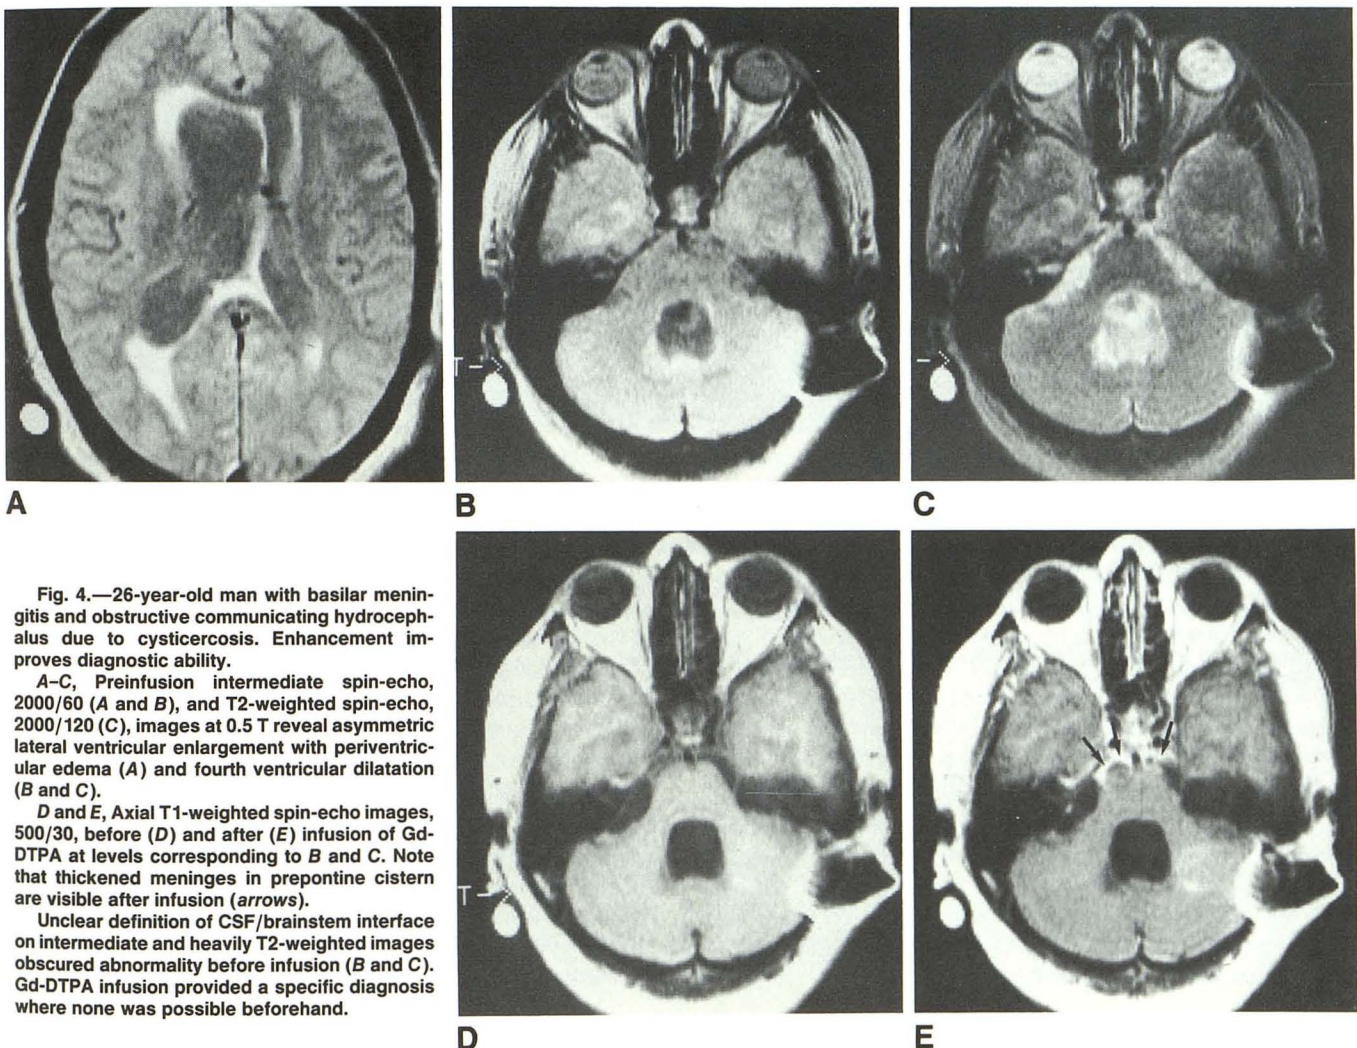 A
B
C
T
Fig. 4.—26-year-old man with basilar menin-
gitis and obstructive communicating hydroceph-
alus due to cysticercosis. Enhancement im-
proves diagnostic ability.
A–C, Preinfusion intermediate spin-echo,
2000/60 (A and B), and T2-weighted spin-echo,
2000/120 (C), images at 0.5 T reveal asymmetric
lateral ventricular enlargement with periventric-
ular edema (A) and fourth ventricular dilatation
(B and C).
D and E, Axial T1-weighted spin-echo images,
500/30, before (D) and after (E) infusion of Gd-
DTPA at levels corresponding to B and C. Note
that thickened meninges in prepontine cistern
are visible after infusion (arrows).
Unclear definition of CSF/brainstem interface
on intermediate and heavily T2-weighted images
obscured abnormality before infusion (B and C).
Gd-DTPA infusion provided a specific diagnosis
where none was possible beforehand.
T
D
E